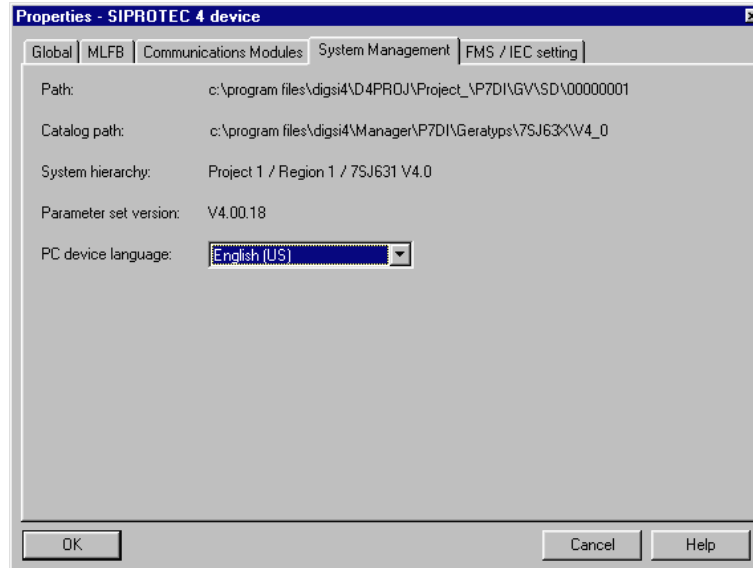 Properties - SIPROTEC 4 device
Global MLFB Communications Modules System Management FMS / IEC setting
Path: c:\program files\digsi4\D4PROJ\Project_\P7DI\GV\SD\00000001
Catalog path: c:\program files\digsi4\Manager\P7DI\Geratyps\7SJ63X\V4_0
System hierarchy: Project 1 / Region 1 / 7SJ631 V4.0
Parameter set version: V4.00.18
PC device language: English (US)
OK Cancel Help